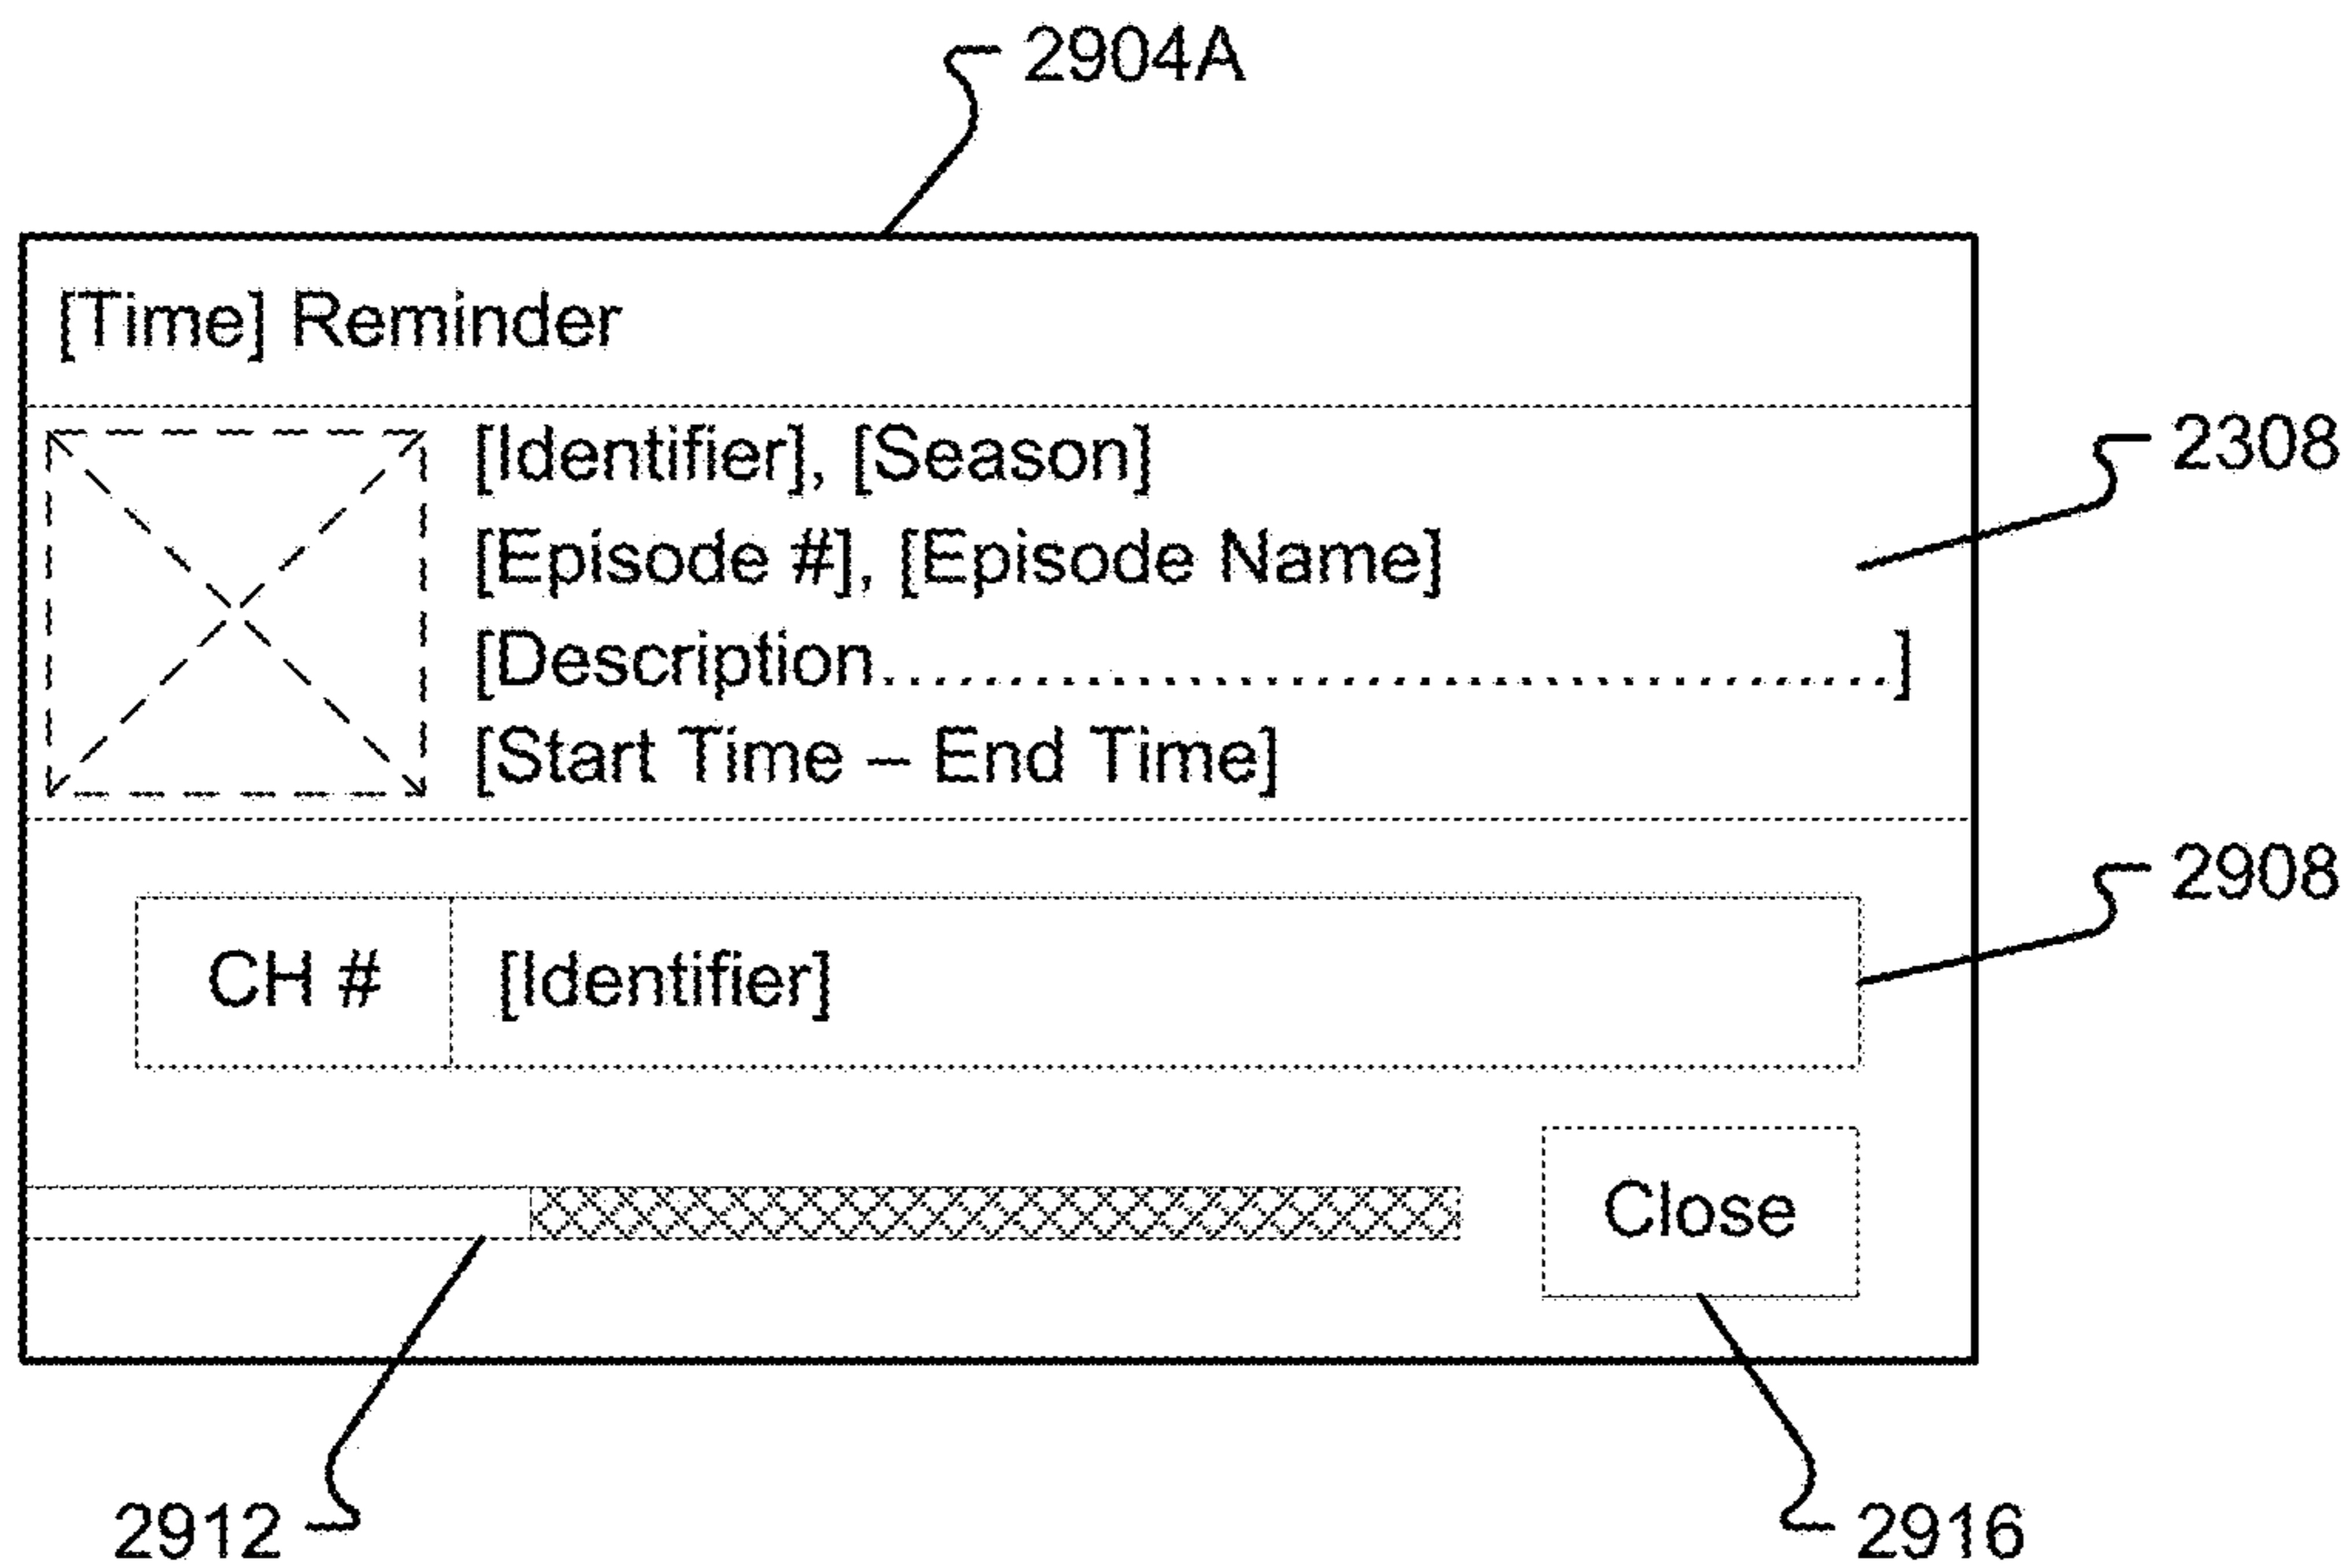 2904A
[Time] Reminder
[Identifier], [Season]
2308
[Episode #], [Episode Name]
[Description........................................]
[Start Time – End Time]
2908
CH # [Identifier]
Close
2912
2916